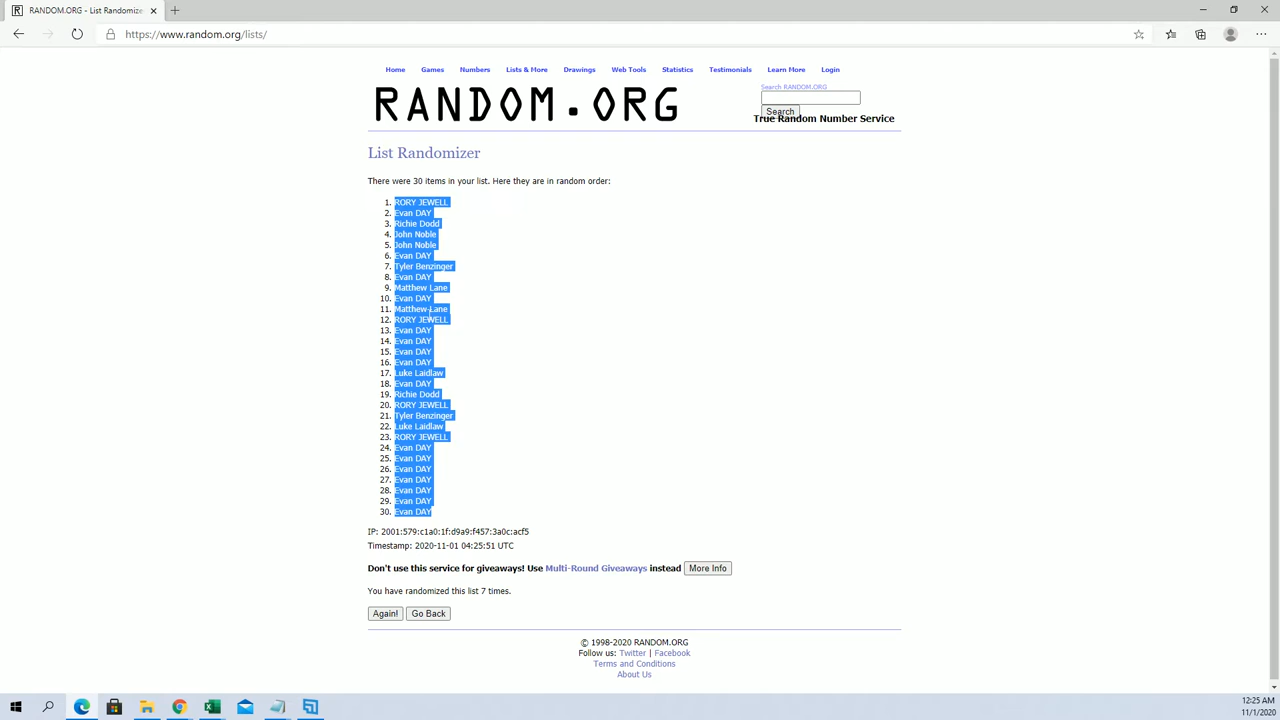 RANDOM.ORG - List Randomize
https://www.random.org/lists/
Home Games Numbers Lists & More Drawings Web Tools Statistics Testimonials Learn More Login
RANDOM.ORG
Search RANDOM.ORG
Search
True Random Number Service
List Randomizer
There were 30 items in your list. Here they are in random order:
1. RORY JEWELL
2. Evan DAY
3. Richie Dodd
4. John Noble
5. John Noble
6. Evan DAY
7. Tyler Benzinger
8. Evan DAY
9. Matthew Lane
10. Evan DAY
11. Matthew Lane
12. RORY JEWELL
13. Evan DAY
14. Evan DAY
15. Evan DAY
16. Evan DAY
17. Luke Laidlaw
18. Evan DAY
19. Richie Dodd
20. RORY JEWELL
21. Tyler Benzinger
22. Luke Laidlaw
23. RORY JEWELL
24. Evan DAY
25. Evan DAY
26. Evan DAY
27. Evan DAY
28. Evan DAY
29. Evan DAY
30. Evan DAY
IP: 2001:579:c1a0:1f:d9a9:f457:3a0c:acf5
Timestamp: 2020-11-01 04:25:51 UTC
Don't use this service for giveaways! Use Multi-Round Giveaways instead More Info
You have randomized this list 7 times.
Again! Go Back
© 1998-2020 RANDOM.ORG
Follow us: Twitter | Facebook
Terms and Conditions
About Us
12:25 AM
11/1/2020